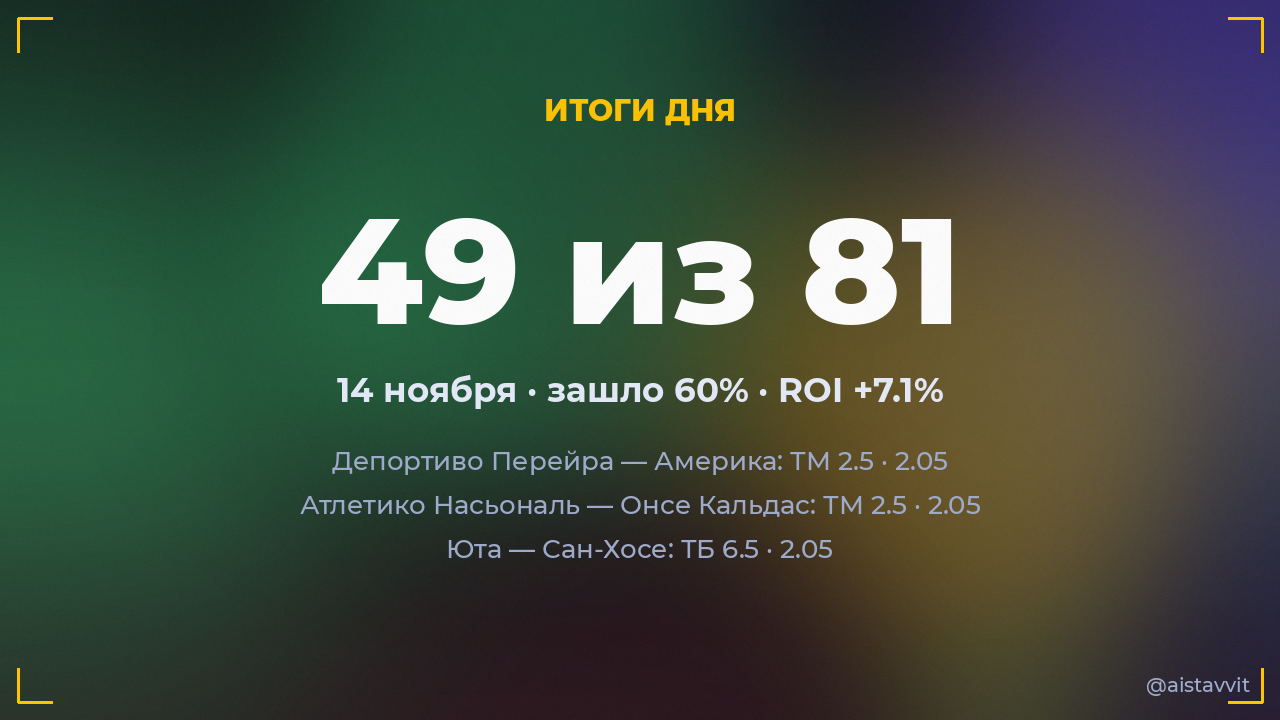 ИТОГИ ДНЯ
49 из 81
14 ноября · зашло 60% · ROI +7.1%
Депортиво Перейра — Америка: ТМ 2.5 · 2.05
Атлетико Насьональ — Онсе Кальдас: ТМ 2.5 · 2.05
Юта — Сан-Хосе: ТБ 6.5 · 2.05
@aistavvit